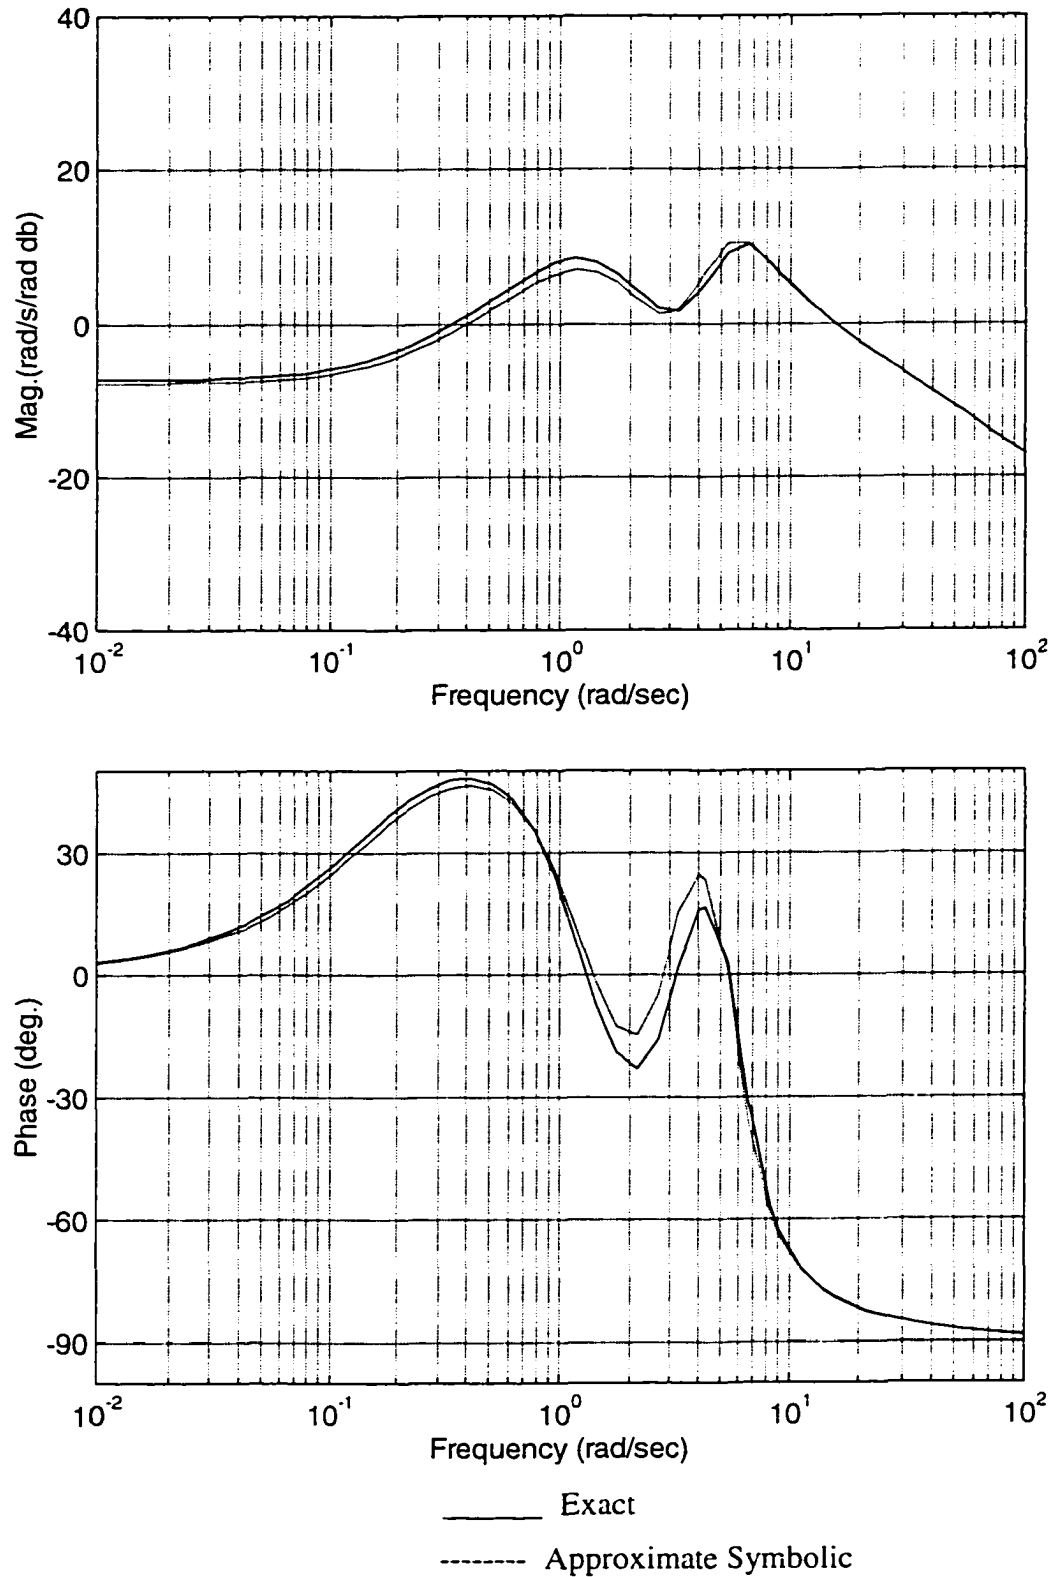 40
20
0
-20
-40
Mag.(rad/s/rad db)
10^-2 10^-1 10^0 10^1 10^2
Frequency (rad/sec)
30
0
-30
-60
-90
Phase (deg.)
10^-2 10^-1 10^0 10^1 10^2
Frequency (rad/sec)
Exact
Approximate Symbolic